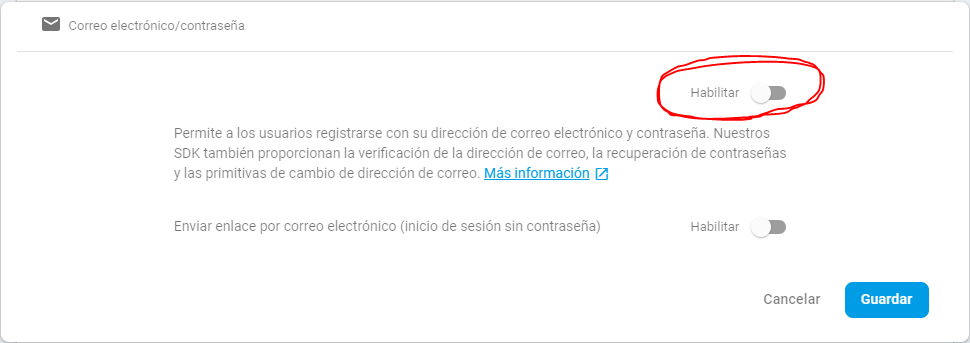 Correo electrónico/contraseña
Habilitar
Permite a los usuarios registrarse con su dirección de correo electrónico y contraseña. Nuestros
SDK también proporcionan la verificación de la dirección de correo, la recuperación de contraseñas
y las primitivas de cambio de dirección de correo. Más información
Enviar enlace por correo electrónico (inicio de sesión sin contraseña) Habilitar
Cancelar Guardar